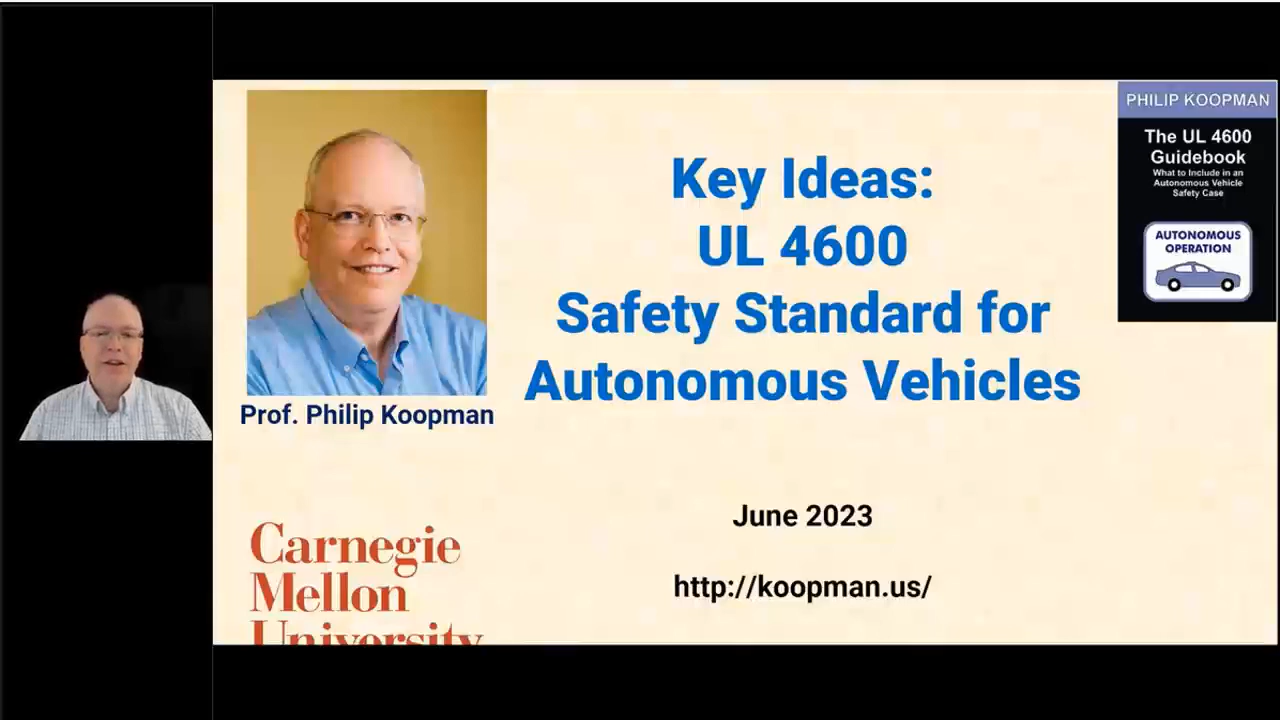 Prof. Philip Koopman
Carnegie
Mellon
University
Key Ideas:
UL 4600
Safety Standard for
Autonomous Vehicles
June 2023
http://koopman.us/
PHILIP KOOPMAN
The UL 4600
Guidebook
What to Include in an
Autonomous Vehicle
Safety Case
AUTONOMOUS
OPERATION